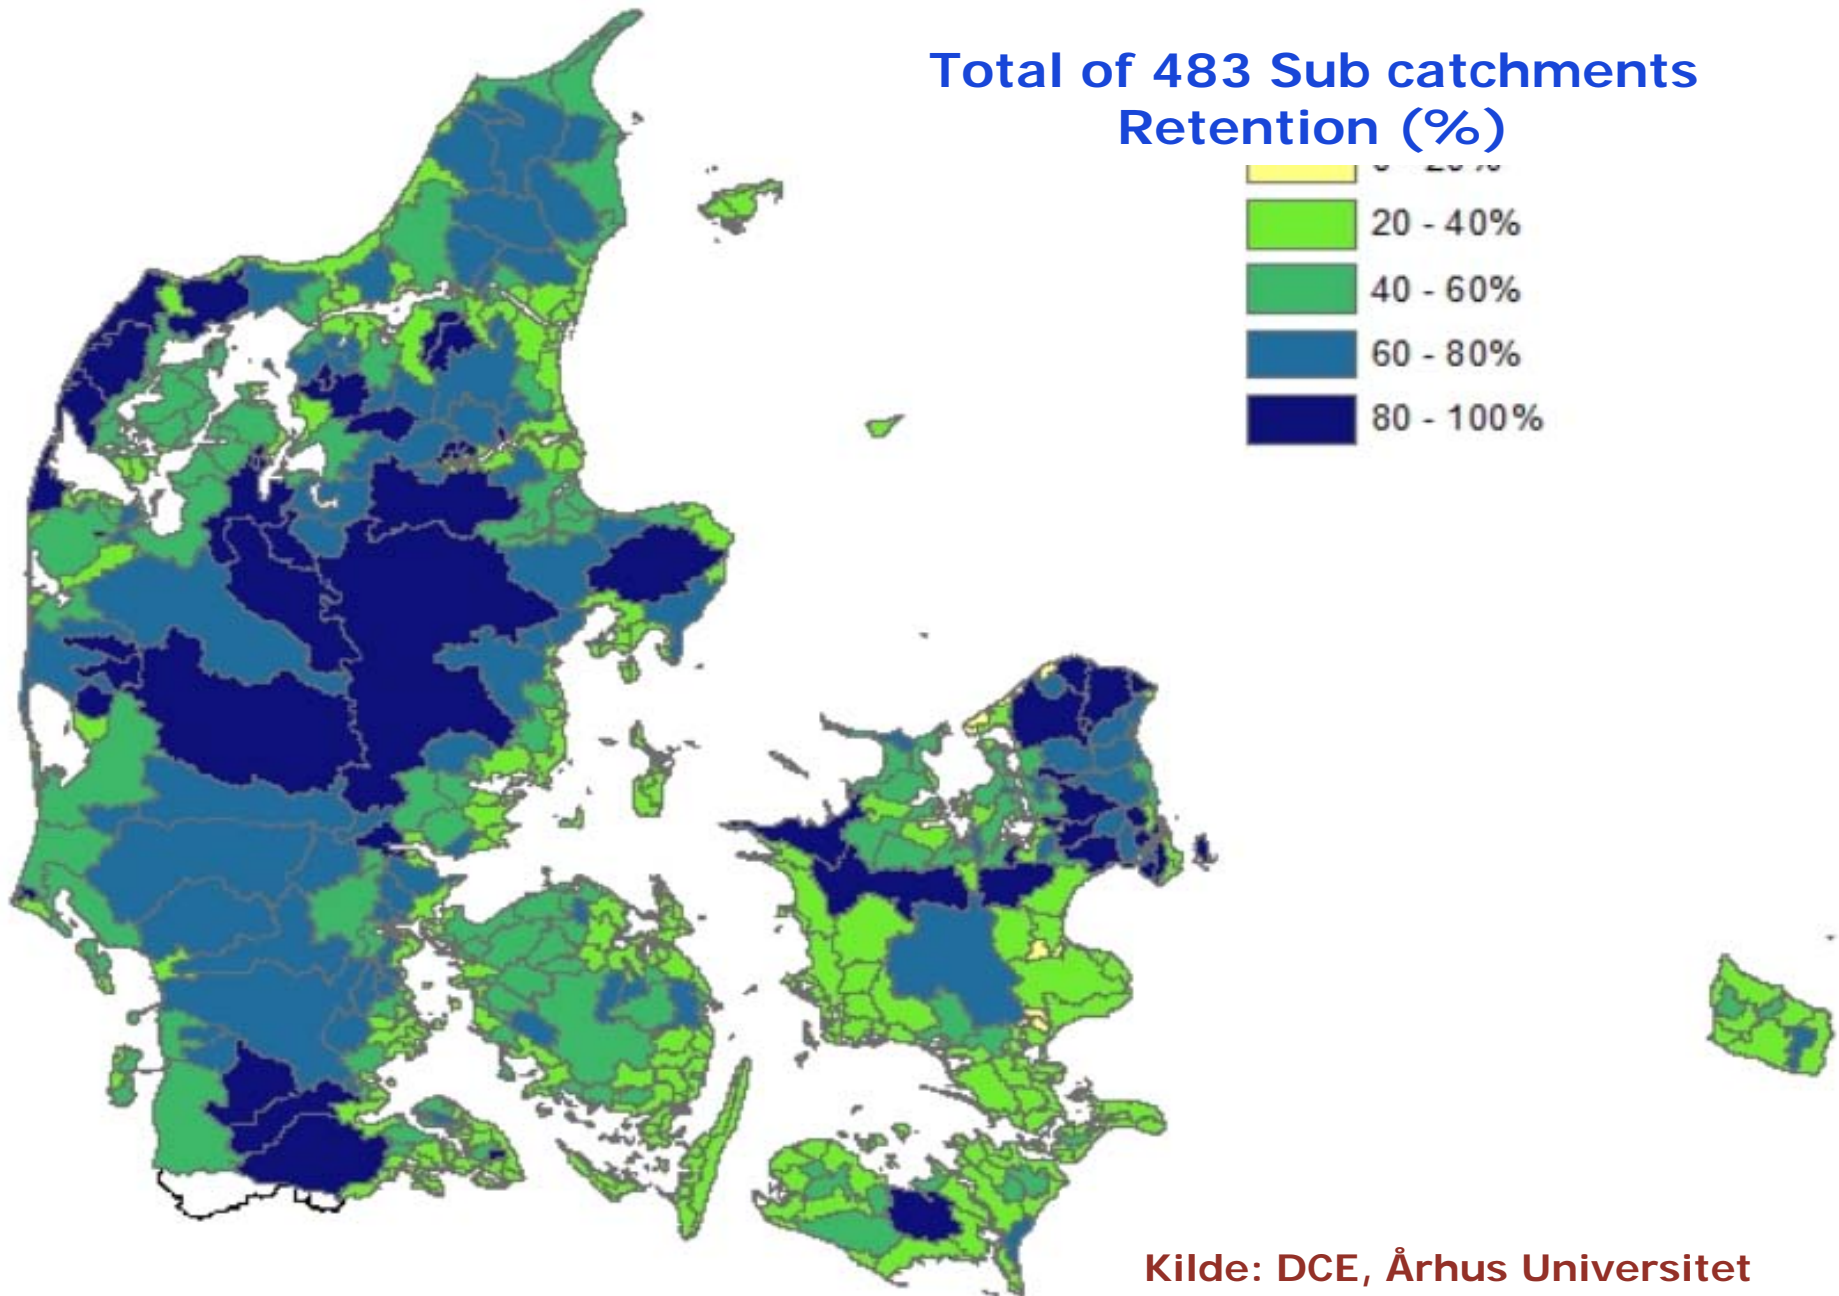 Total of 483 Sub catchments
Retention (%)
20 - 40%
40 - 60%
60 - 80%
80 - 100%
Kilde: DCE, Århus Universitet